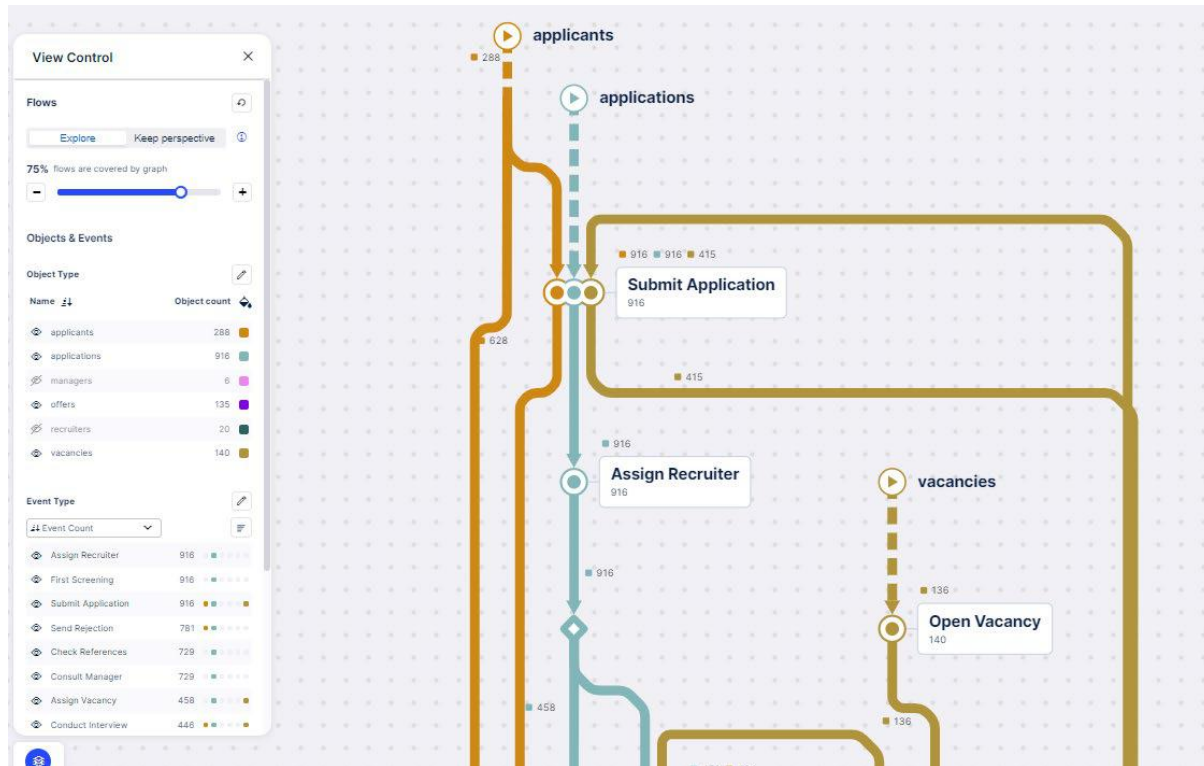 View Control
Flows
Explore Keep perspective
75% flows are covered by graph
Objects & Events
Object Type
Name Object count
applicants 288
applications 916
managers 6
offers 135
recruiters 20
vacancies 140
Event Type
Event Count
Assign Recruiter 916
First Screening 916
Submit Application 916
Send Rejection 781
Check References 729
Consult Manager 729
Assign Vacancy 458
Conduct Interview 446
applicants
288
applications
916 916 415
Submit Application
916
628
415
916
Assign Recruiter
916
vacancies
916
136
Open Vacancy
140
458
136